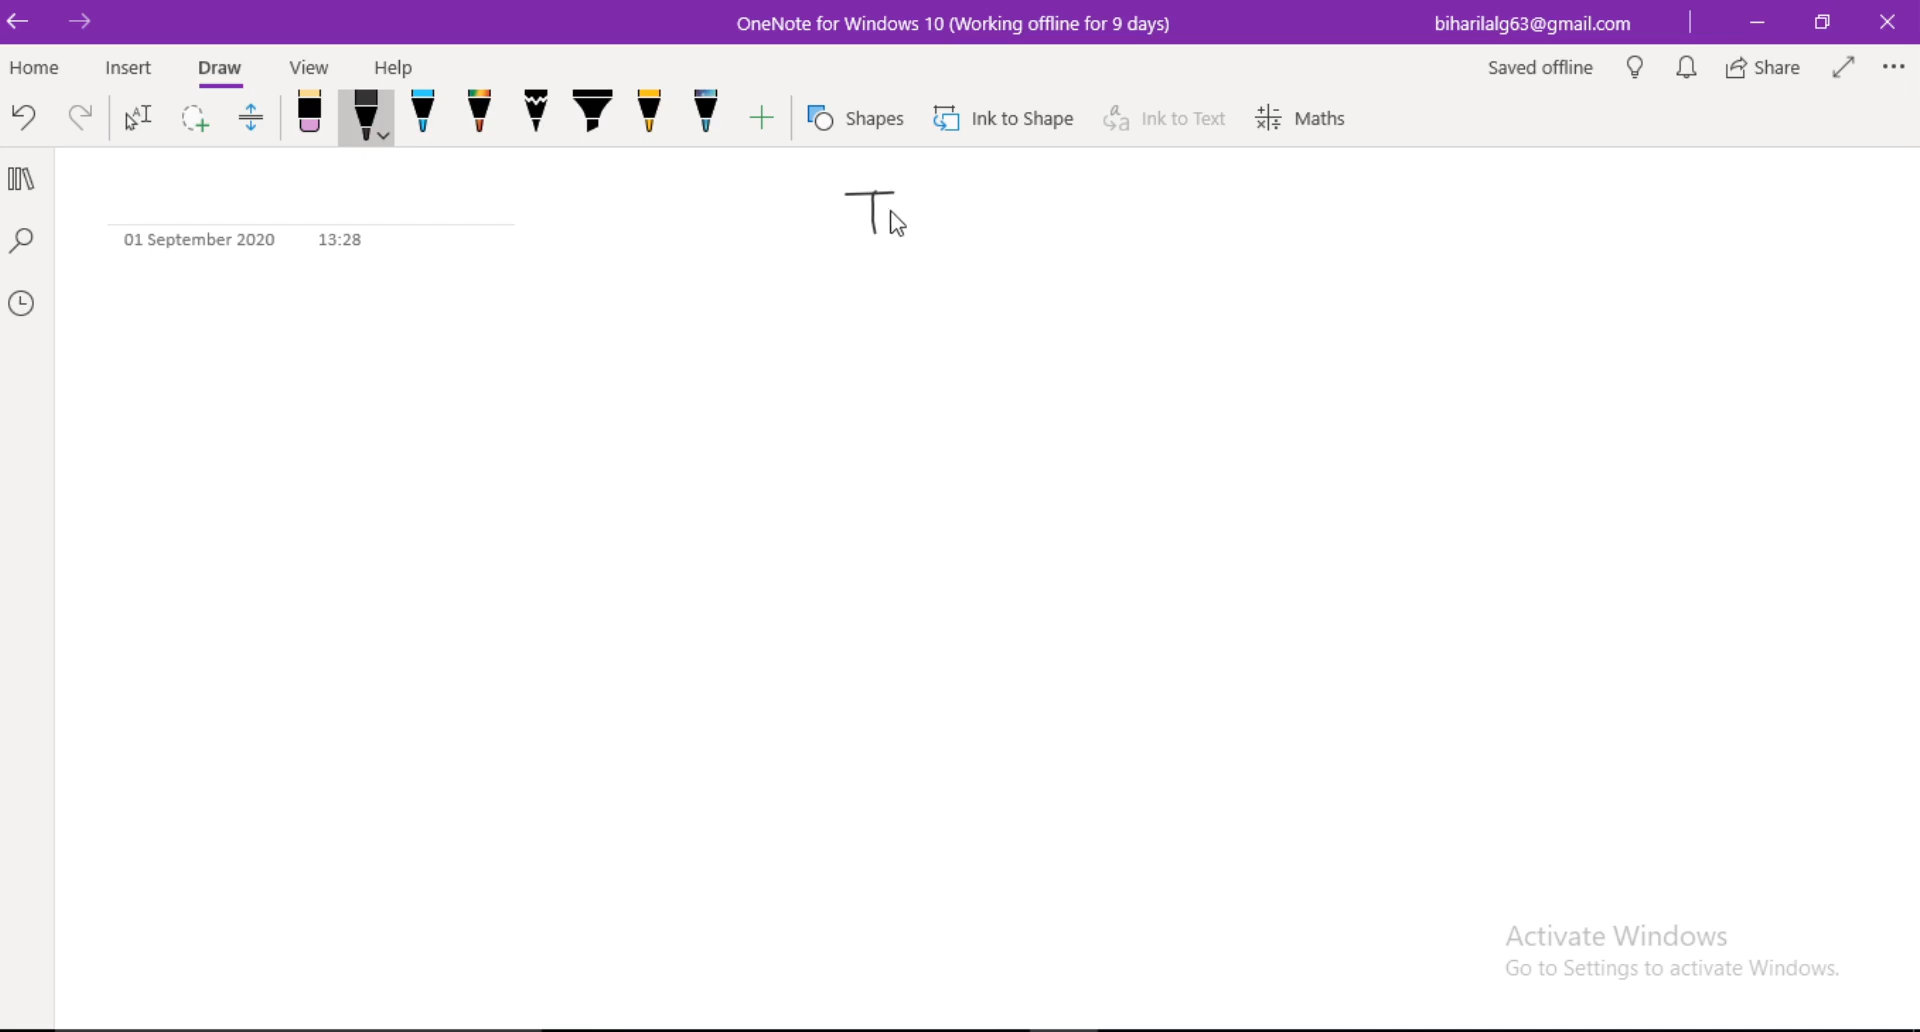 OneNote for Windows 10 (Working offline for 9 days) biharilalg63@gmail.com
Home Insert Draw View Help Saved offline Share
Shapes Ink to Shape Ink to Text Maths
T
01 September 2020 13:28
Activate Windows
Go to Settings to activate Windows.